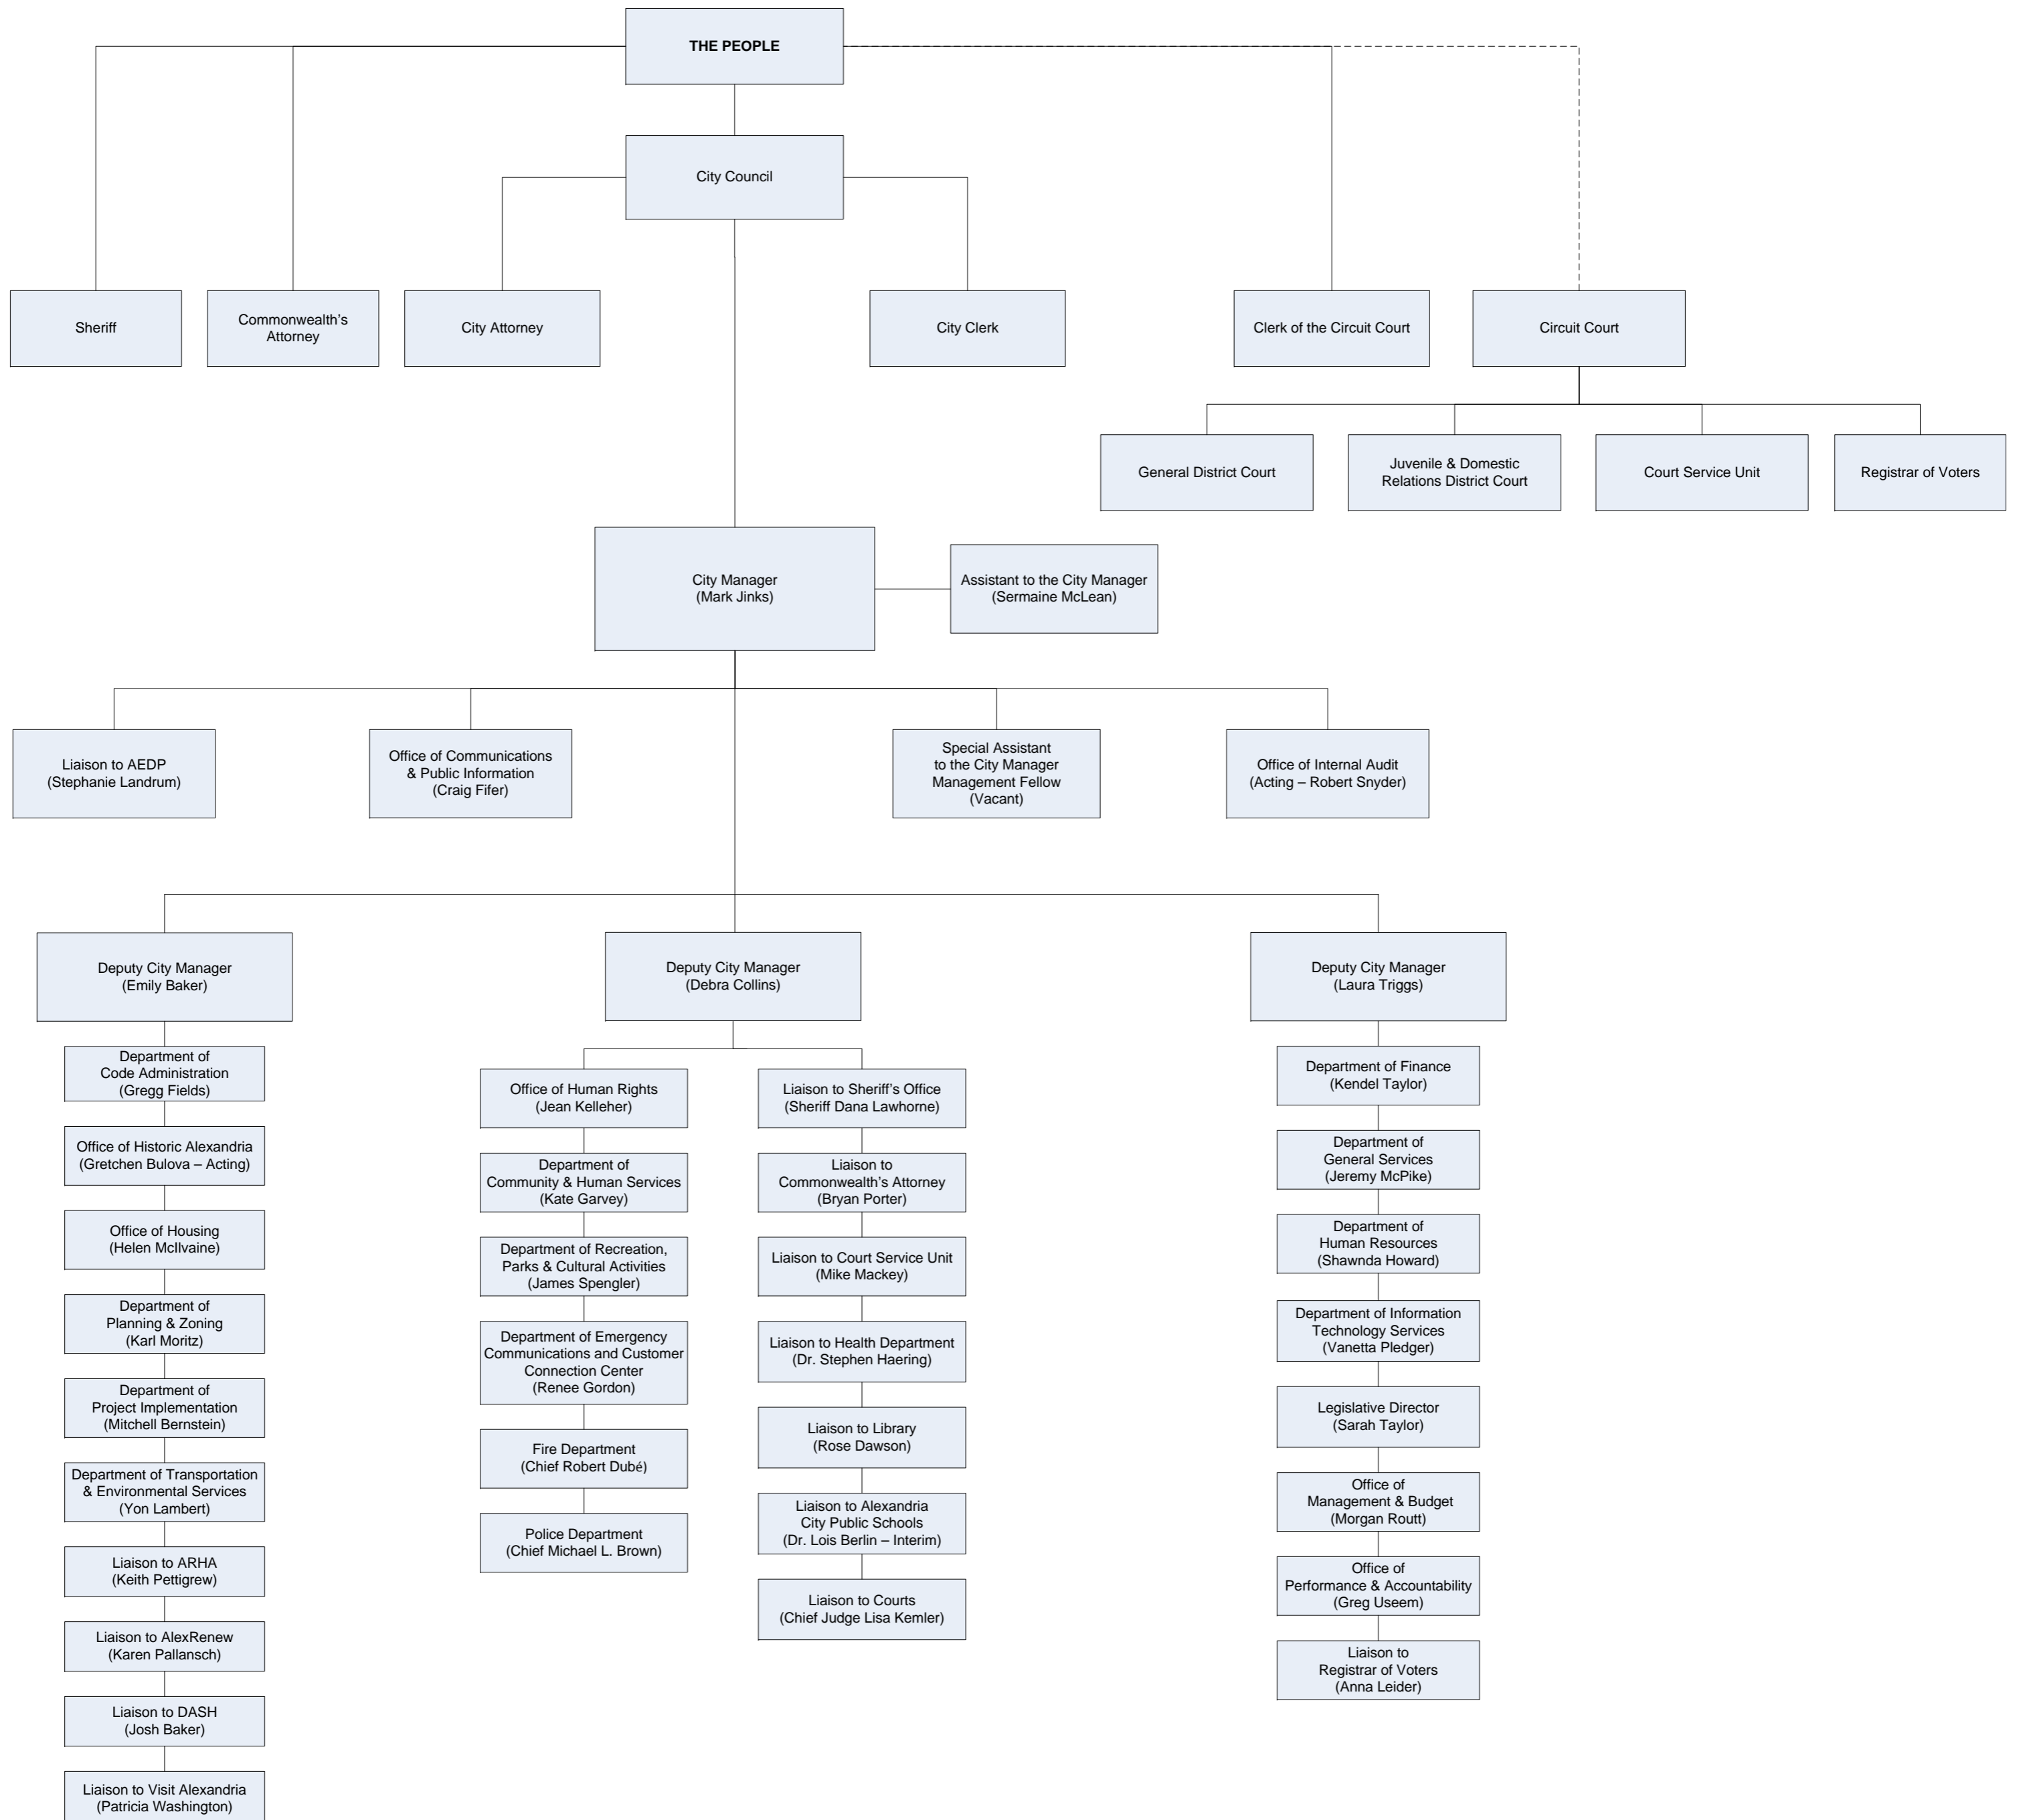 THE PEOPLE
City Council
Sheriff
Commonwealth's
Attorney
City Attorney
City Clerk
Clerk of the Circuit Court
Circuit Court
General District Court
Juvenile & Domestic
Relations District Court
Court Service Unit
Registrar of Voters
City Manager
(Mark Jinks)
Assistant to the City Manager
(Sermaine McLean)
Liaison to AEDP
(Stephanie Landrum)
Office of Communications
& Public Information
(Craig Fifer)
Special Assistant
to the City Manager
Management Fellow
(Vacant)
Office of Internal Audit
(Acting – Robert Snyder)
Deputy City Manager
(Emily Baker)
Department of
Code Administration
(Gregg Fields)
Office of Historic Alexandria
(Gretchen Bulova – Acting)
Office of Housing
(Helen McIlvaine)
Department of
Planning & Zoning
(Karl Moritz)
Department of
Project Implementation
(Mitchell Bernstein)
Department of Transportation
& Environmental Services
(Yon Lambert)
Liaison to ARHA
(Keith Pettigrew)
Liaison to AlexRenew
(Karen Pallansch)
Liaison to DASH
(Josh Baker)
Liaison to Visit Alexandria
(Patricia Washington)
Deputy City Manager
(Debra Collins)
Office of Human Rights
(Jean Kelleher)
Department of
Community & Human Services
(Kate Garvey)
Department of Recreation,
Parks & Cultural Activities
(James Spengler)
Department of Emergency
Communications and Customer
Connection Center
(Renee Gordon)
Fire Department
(Chief Robert Dubé)
Police Department
(Chief Michael L. Brown)
Liaison to Sheriff's Office
(Sheriff Dana Lawhorne)
Liaison to
Commonwealth's Attorney
(Bryan Porter)
Liaison to Court Service Unit
(Mike Mackey)
Liaison to Health Department
(Dr. Stephen Haering)
Liaison to Library
(Rose Dawson)
Liaison to Alexandria
City Public Schools
(Dr. Lois Berlin – Interim)
Liaison to Courts
(Chief Judge Lisa Kemler)
Deputy City Manager
(Laura Triggs)
Department of Finance
(Kendel Taylor)
Department of
General Services
(Jeremy McPike)
Department of
Human Resources
(Shawnda Howard)
Department of Information
Technology Services
(Vanetta Pledger)
Legislative Director
(Sarah Taylor)
Office of
Management & Budget
(Morgan Routt)
Office of
Performance & Accountability
(Greg Useem)
Liaison to
Registrar of Voters
(Anna Leider)